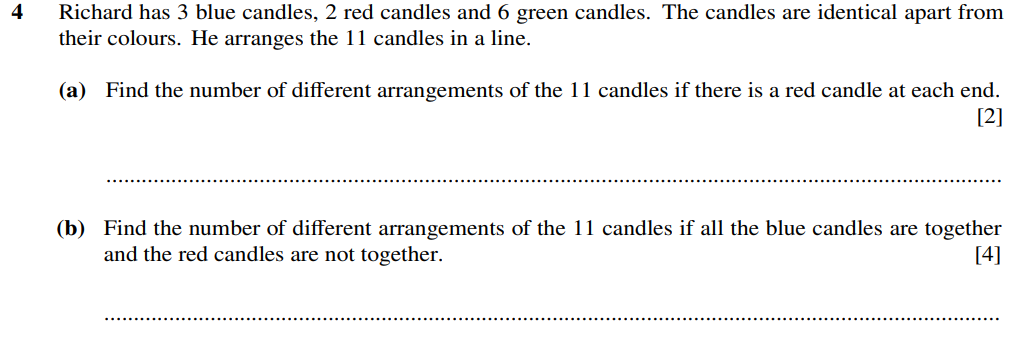 4 Richard has 3 blue candles, 2 red candles and 6 green candles. The candles are identical apart from
their colours. He arranges the 11 candles in a line.
(a) Find the number of different arrangements of the 11 candles if there is a red candle at each end.
[2]
(b) Find the number of different arrangements of the 11 candles if all the blue candles are together
and the red candles are not together. [4]